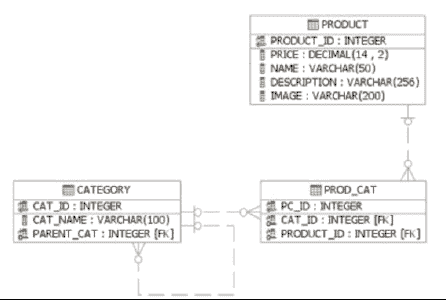 PRODUCT
PRODUCT_ID : INTEGER
PRICE : DECIMAL(14 , 2)
NAME : VARCHAR(50)
DESCRIPTION : VARCHAR(256)
IMAGE : VARCHAR(200)
CATEGORY
CAT_ID : INTEGER
CAT_NAME : VARCHAR(100)
PARENT_CAT : INTEGER [FK]
PROD_CAT
PC_ID : INTEGER
CAT_ID : INTEGER [FK]
PRODUCT_ID : INTEGER [FK]